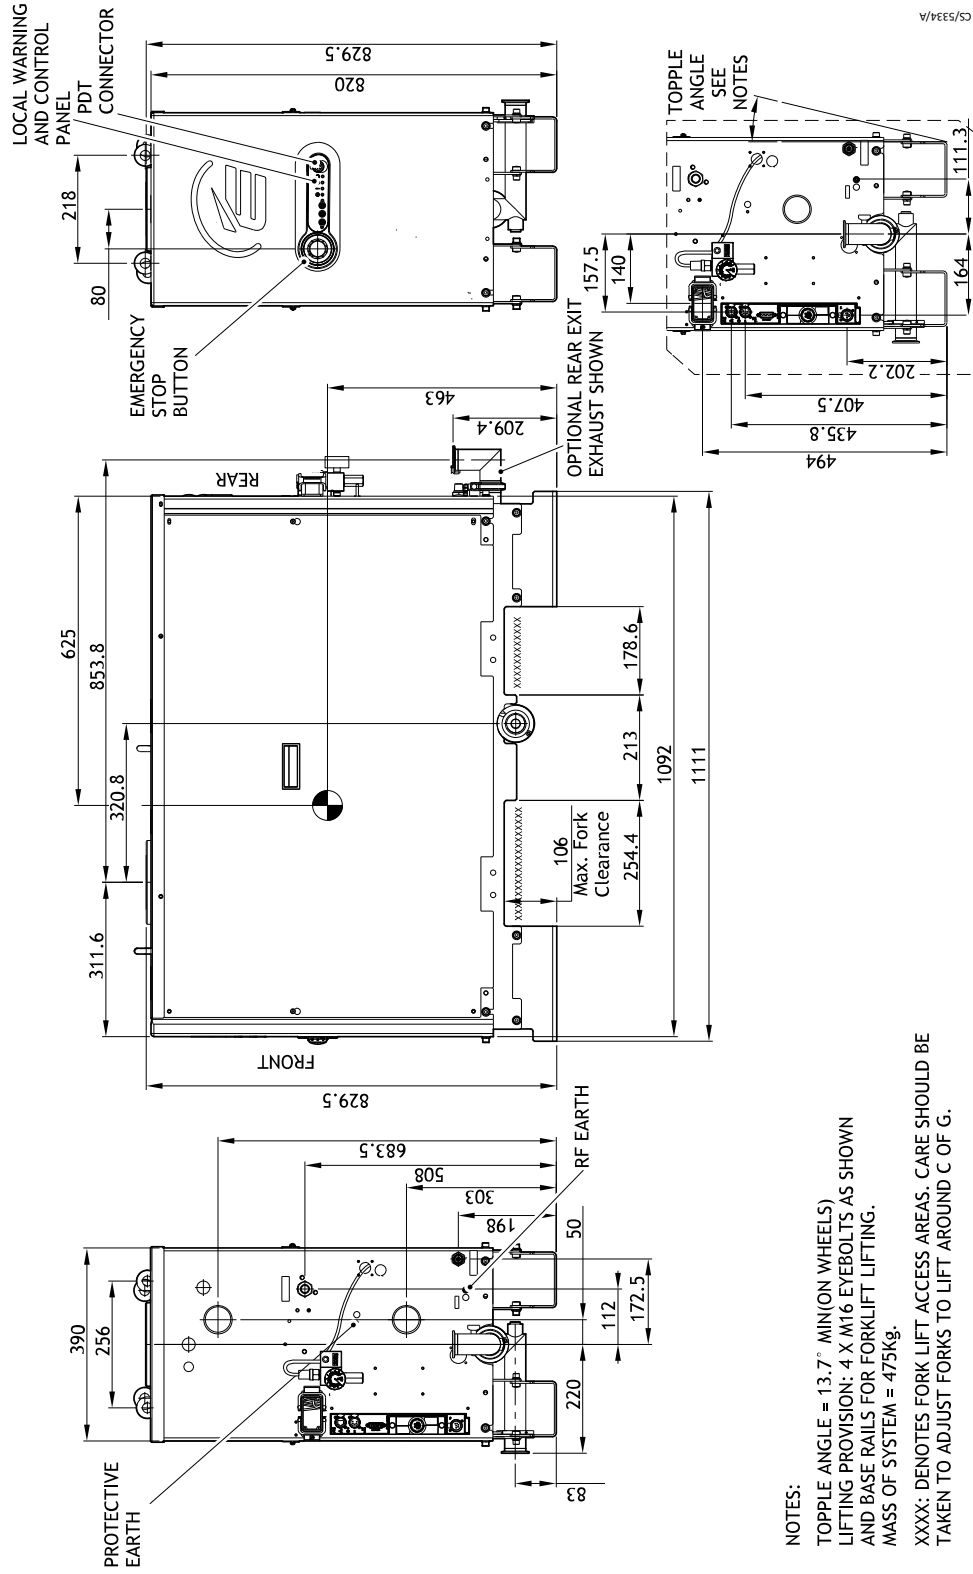 LOCAL WARNING
AND CONTROL
PANEL
PDT
CONNECTOR
829.5
820
218
80
EMERGENCY
STOP
BUTTON
TOPPLE
ANGLE
SEE
NOTES
157.5
140
111.3
164
202.2
407.5
435.8
494
CS/5334/A
REAR
463
209.4
OPTIONAL REAR EXIT
EXHAUST SHOWN
625
853.8
320.8
311.6
178.6
213
254.4
106
Max. Fork
Clearance
1092
1111
XXXXXXXXXX
XXXXXXXXXXXXXXXX
FRONT
829.5
683.5
508
303
198
RF EARTH
390
256
50
112
172.5
220
83
PROTECTIVE
EARTH
NOTES:
TOPPLE ANGLE = 13.7° MIN(ON WHEELS)
LIFTING PROVISION: 4 X M16 EYEBOLTS AS SHOWN
AND BASE RAILS FOR FORKLIFT LIFTING.
MASS OF SYSTEM = 475Kg.
XXXX: DENOTES FORK LIFT ACCESS AREAS. CARE SHOULD BE
TAKEN TO ADJUST FORKS TO LIFT AROUND C OF G.